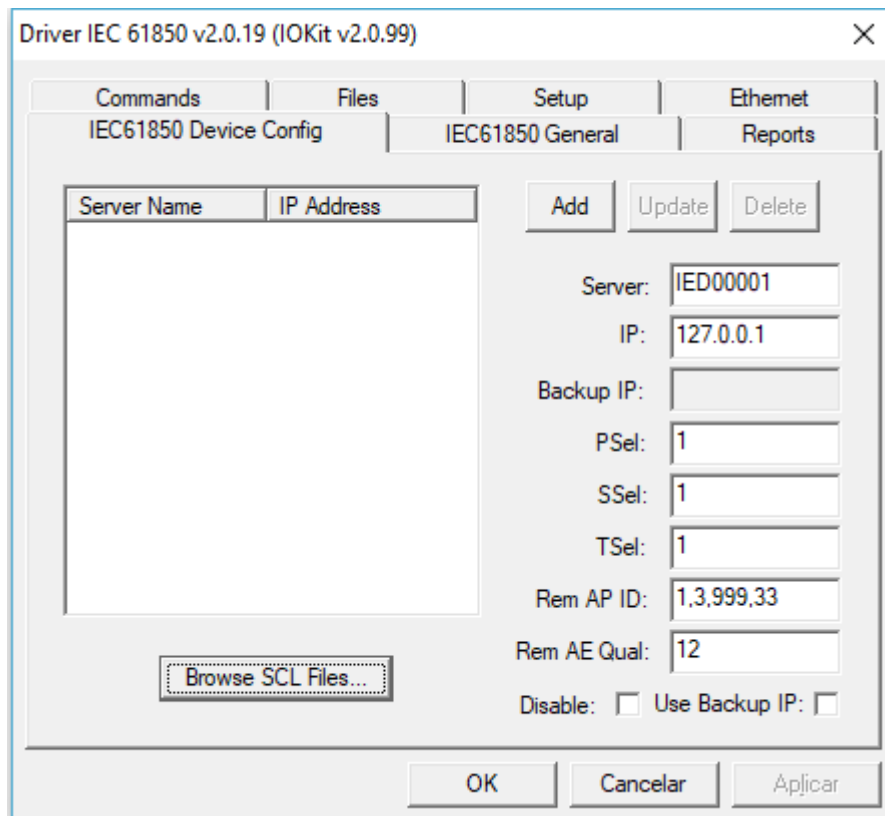 Driver IEC 61850 v2.0.19 (IOKit v2.0.99)
Commands Files Setup Ethernet
IEC61850 Device Config IEC61850 General Reports
Server Name IP Address
Add Update Delete
Server: IED00001
IP: 127.0.0.1
Backup IP:
PSel: 1
SSel: 1
TSel: 1
Rem AP ID: 1,3,999,33
Rem AE Qual: 12
Browse SCL Files...
Disable: Use Backup IP:
OK Cancelar Aplicar